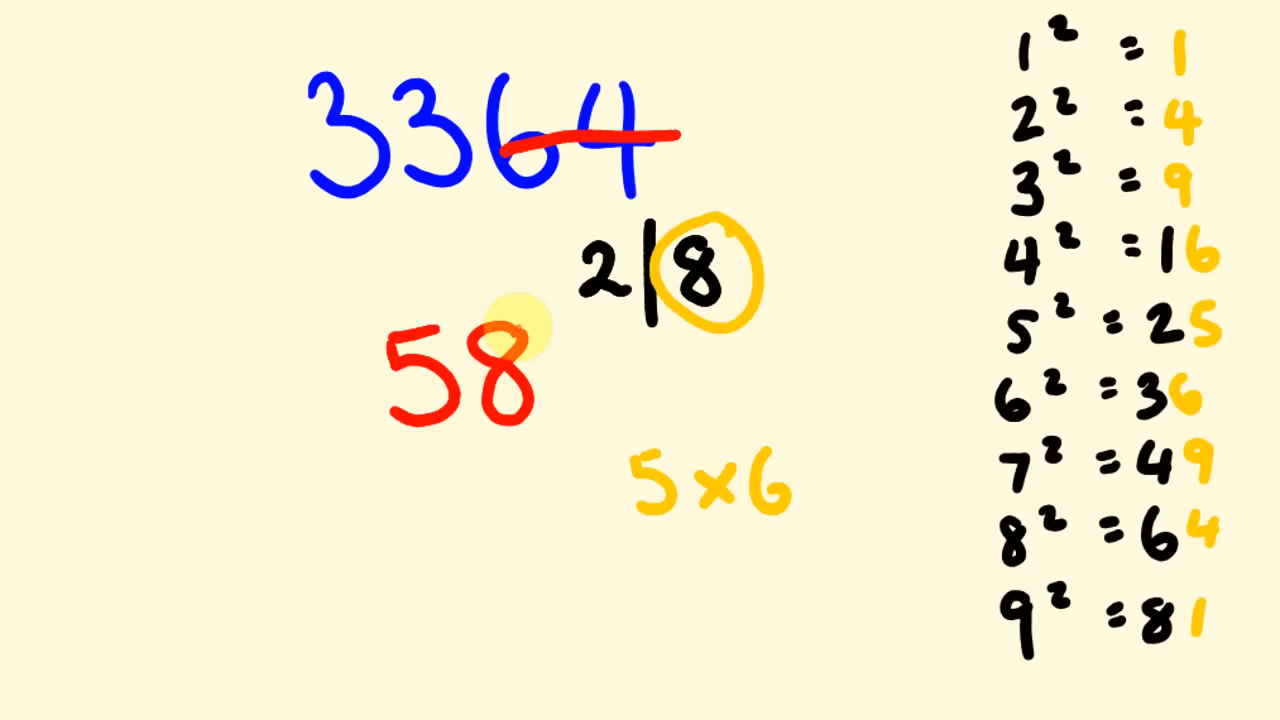 3364
2|8
58
5×6
1² = 1
2² = 4
3² = 9
4² = 16
5² = 25
6² = 36
7² = 49
8² = 64
9² = 81